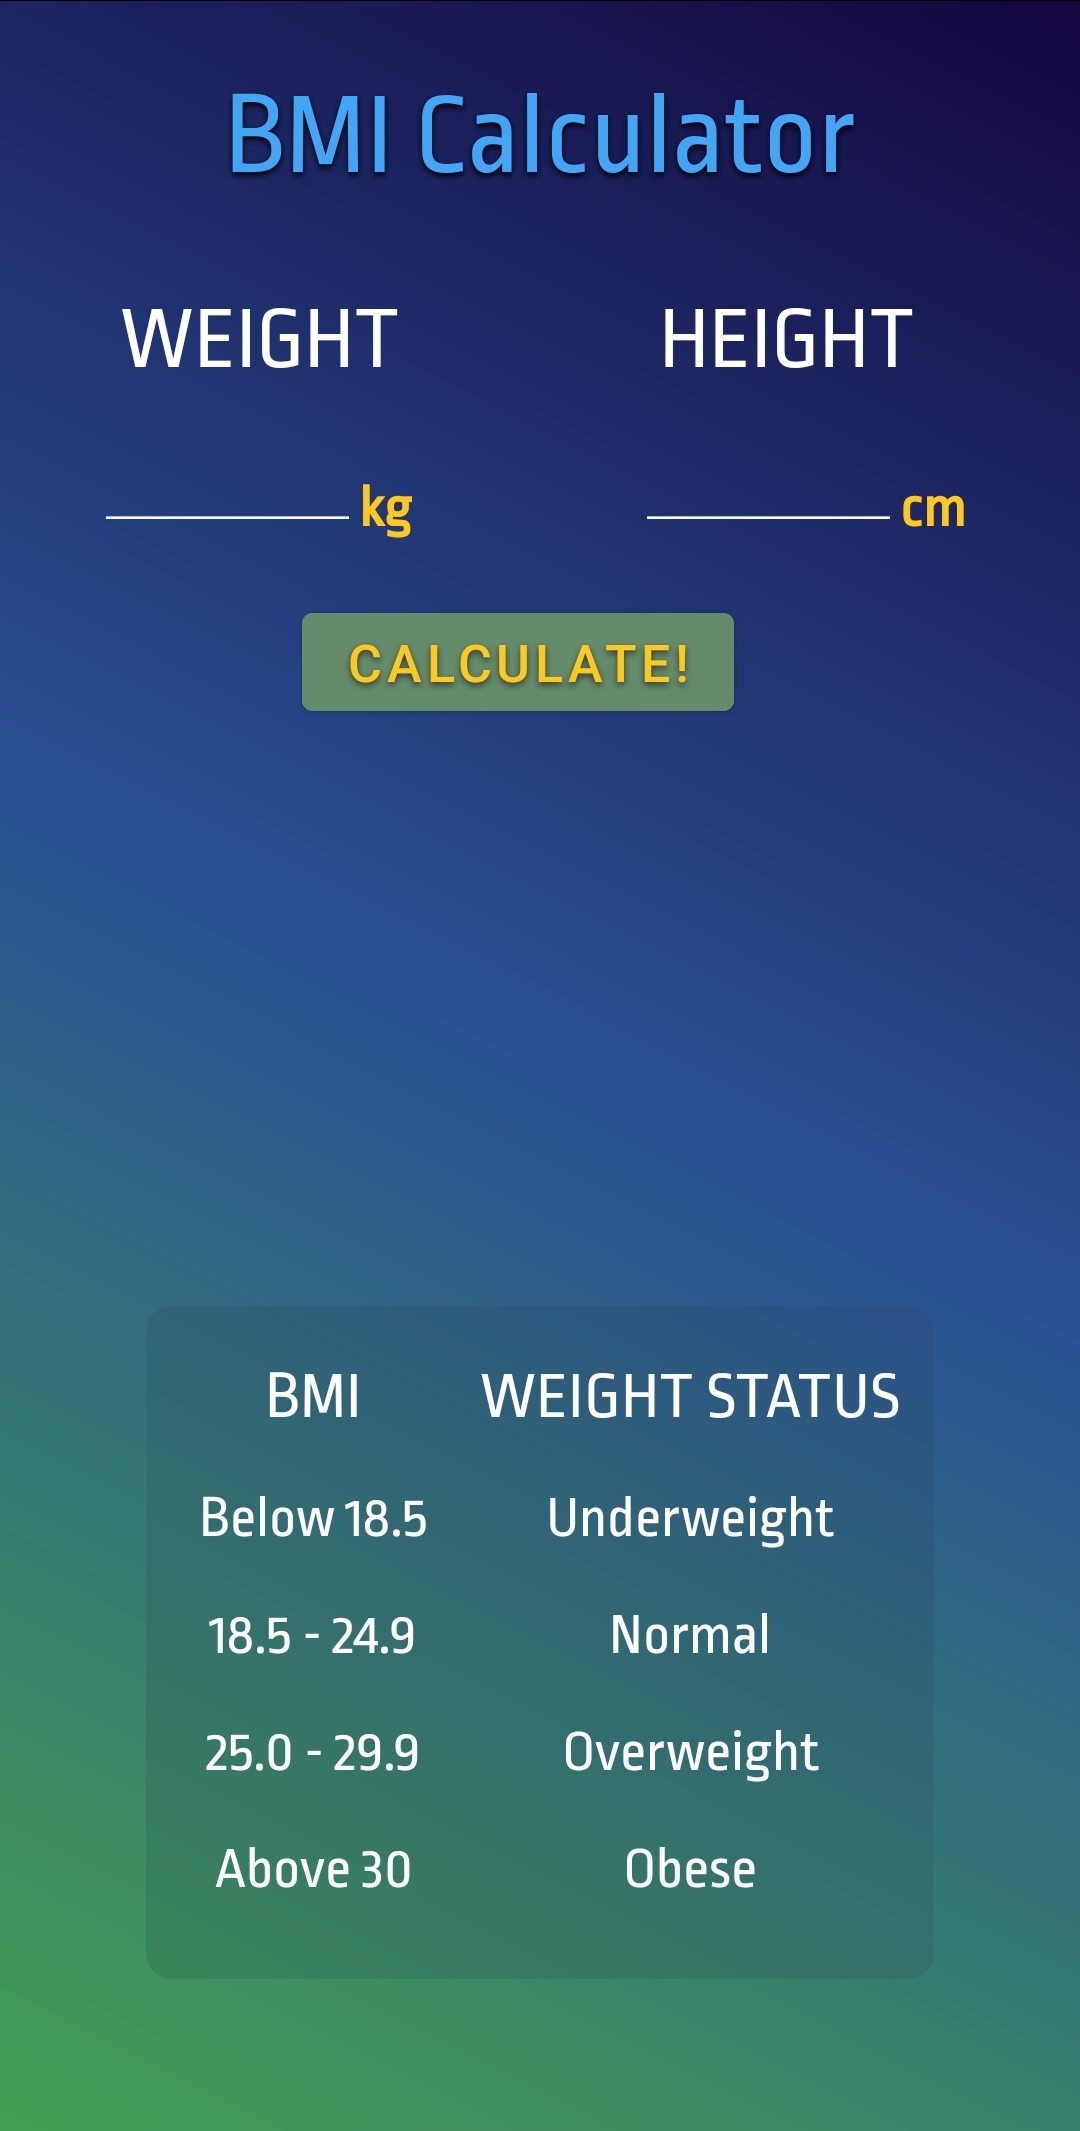 BMI Calculator
WEIGHT HEIGHT
kg cm
CALCULATE!
BMI WEIGHT STATUS
Below 18.5 Underweight
18.5 - 24.9 Normal
25.0 - 29.9 Overweight
Above 30 Obese